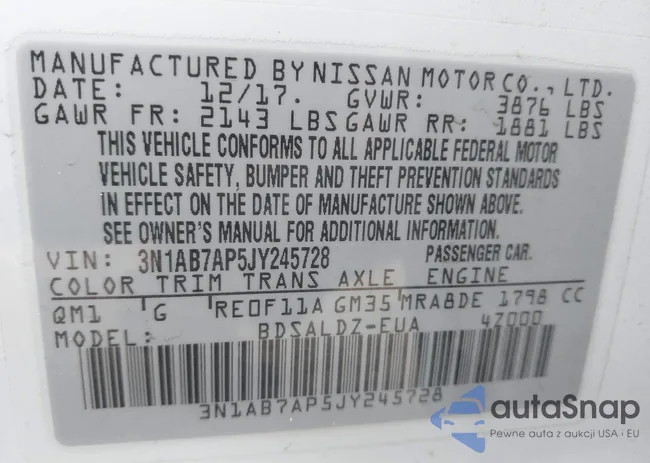 MANUFACTURED BY NISSAN MOTOR CO., LTD.
DATE: 12/17. GVWR: 3876 LBS
GAWR FR: 2143 LBS GAWR RR: 1881 LBS
THIS VEHICLE CONFORMS TO ALL APPLICABLE FEDERAL MOTOR
VEHICLE SAFETY, BUMPER AND THEFT PREVENTION STANDARDS
IN EFFECT ON THE DATE OF MANUFACTURE SHOWN ABOVE.
SEE OWNER'S MANUAL FOR ADDITIONAL INFORMATION.
VIN: 3N1AB7AP5JY245728 PASSENGER CAR.
COLOR TRIM TRANS AXLE ENGINE
QM1 G RE0F11A GM35 MRA8DE 1798 CC
MODEL: BDSALDZ-EUA 4Z000
3N1AB7AP5JY245728
autaSnap
Pewne auta z aukcji USA i EU